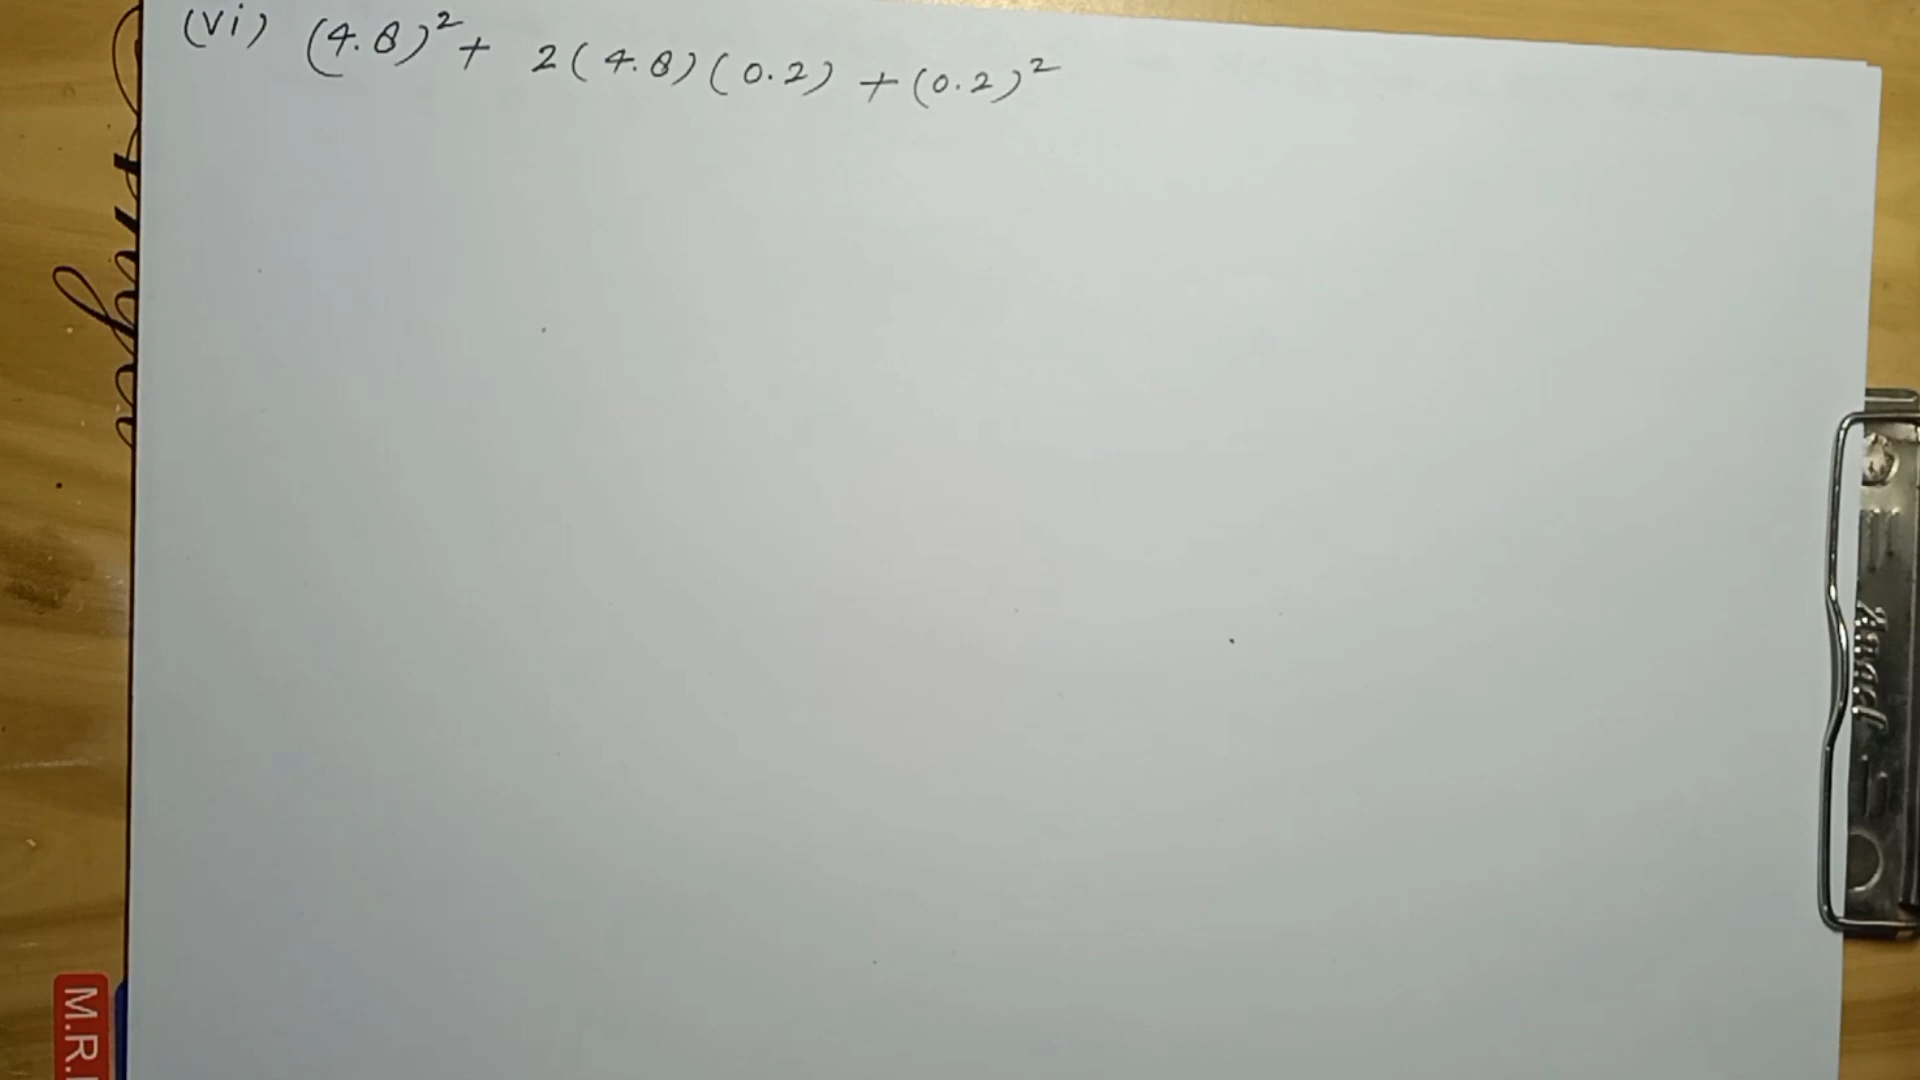 (vi) (4.8)² + 2(4.8)(0.2) + (0.2)²
M.R.